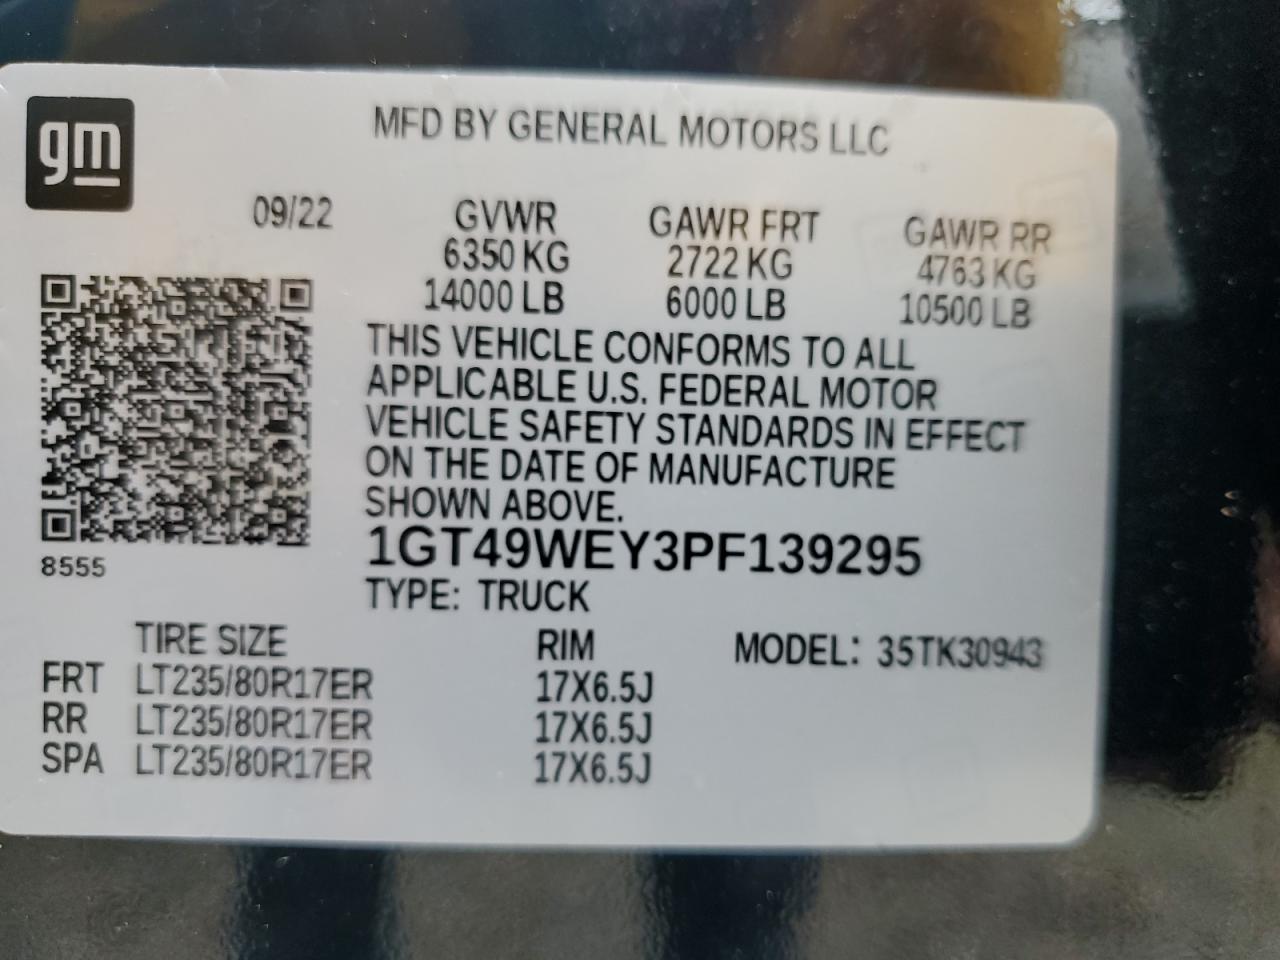 gm
MFD BY GENERAL MOTORS LLC
09/22 GVWR GAWR FRT GAWR RR
6350 KG 2722 KG 4763 KG
14000 LB 6000 LB 10500 LB
THIS VEHICLE CONFORMS TO ALL
APPLICABLE U.S. FEDERAL MOTOR
VEHICLE SAFETY STANDARDS IN EFFECT
ON THE DATE OF MANUFACTURE
SHOWN ABOVE.
1GT49WEY3PF139295
8555
TYPE: TRUCK
TIRE SIZE RIM MODEL: 35TK30943
FRT LT235/80R17ER 17X6.5J
RR LT235/80R17ER 17X6.5J
SPA LT235/80R17ER 17X6.5J